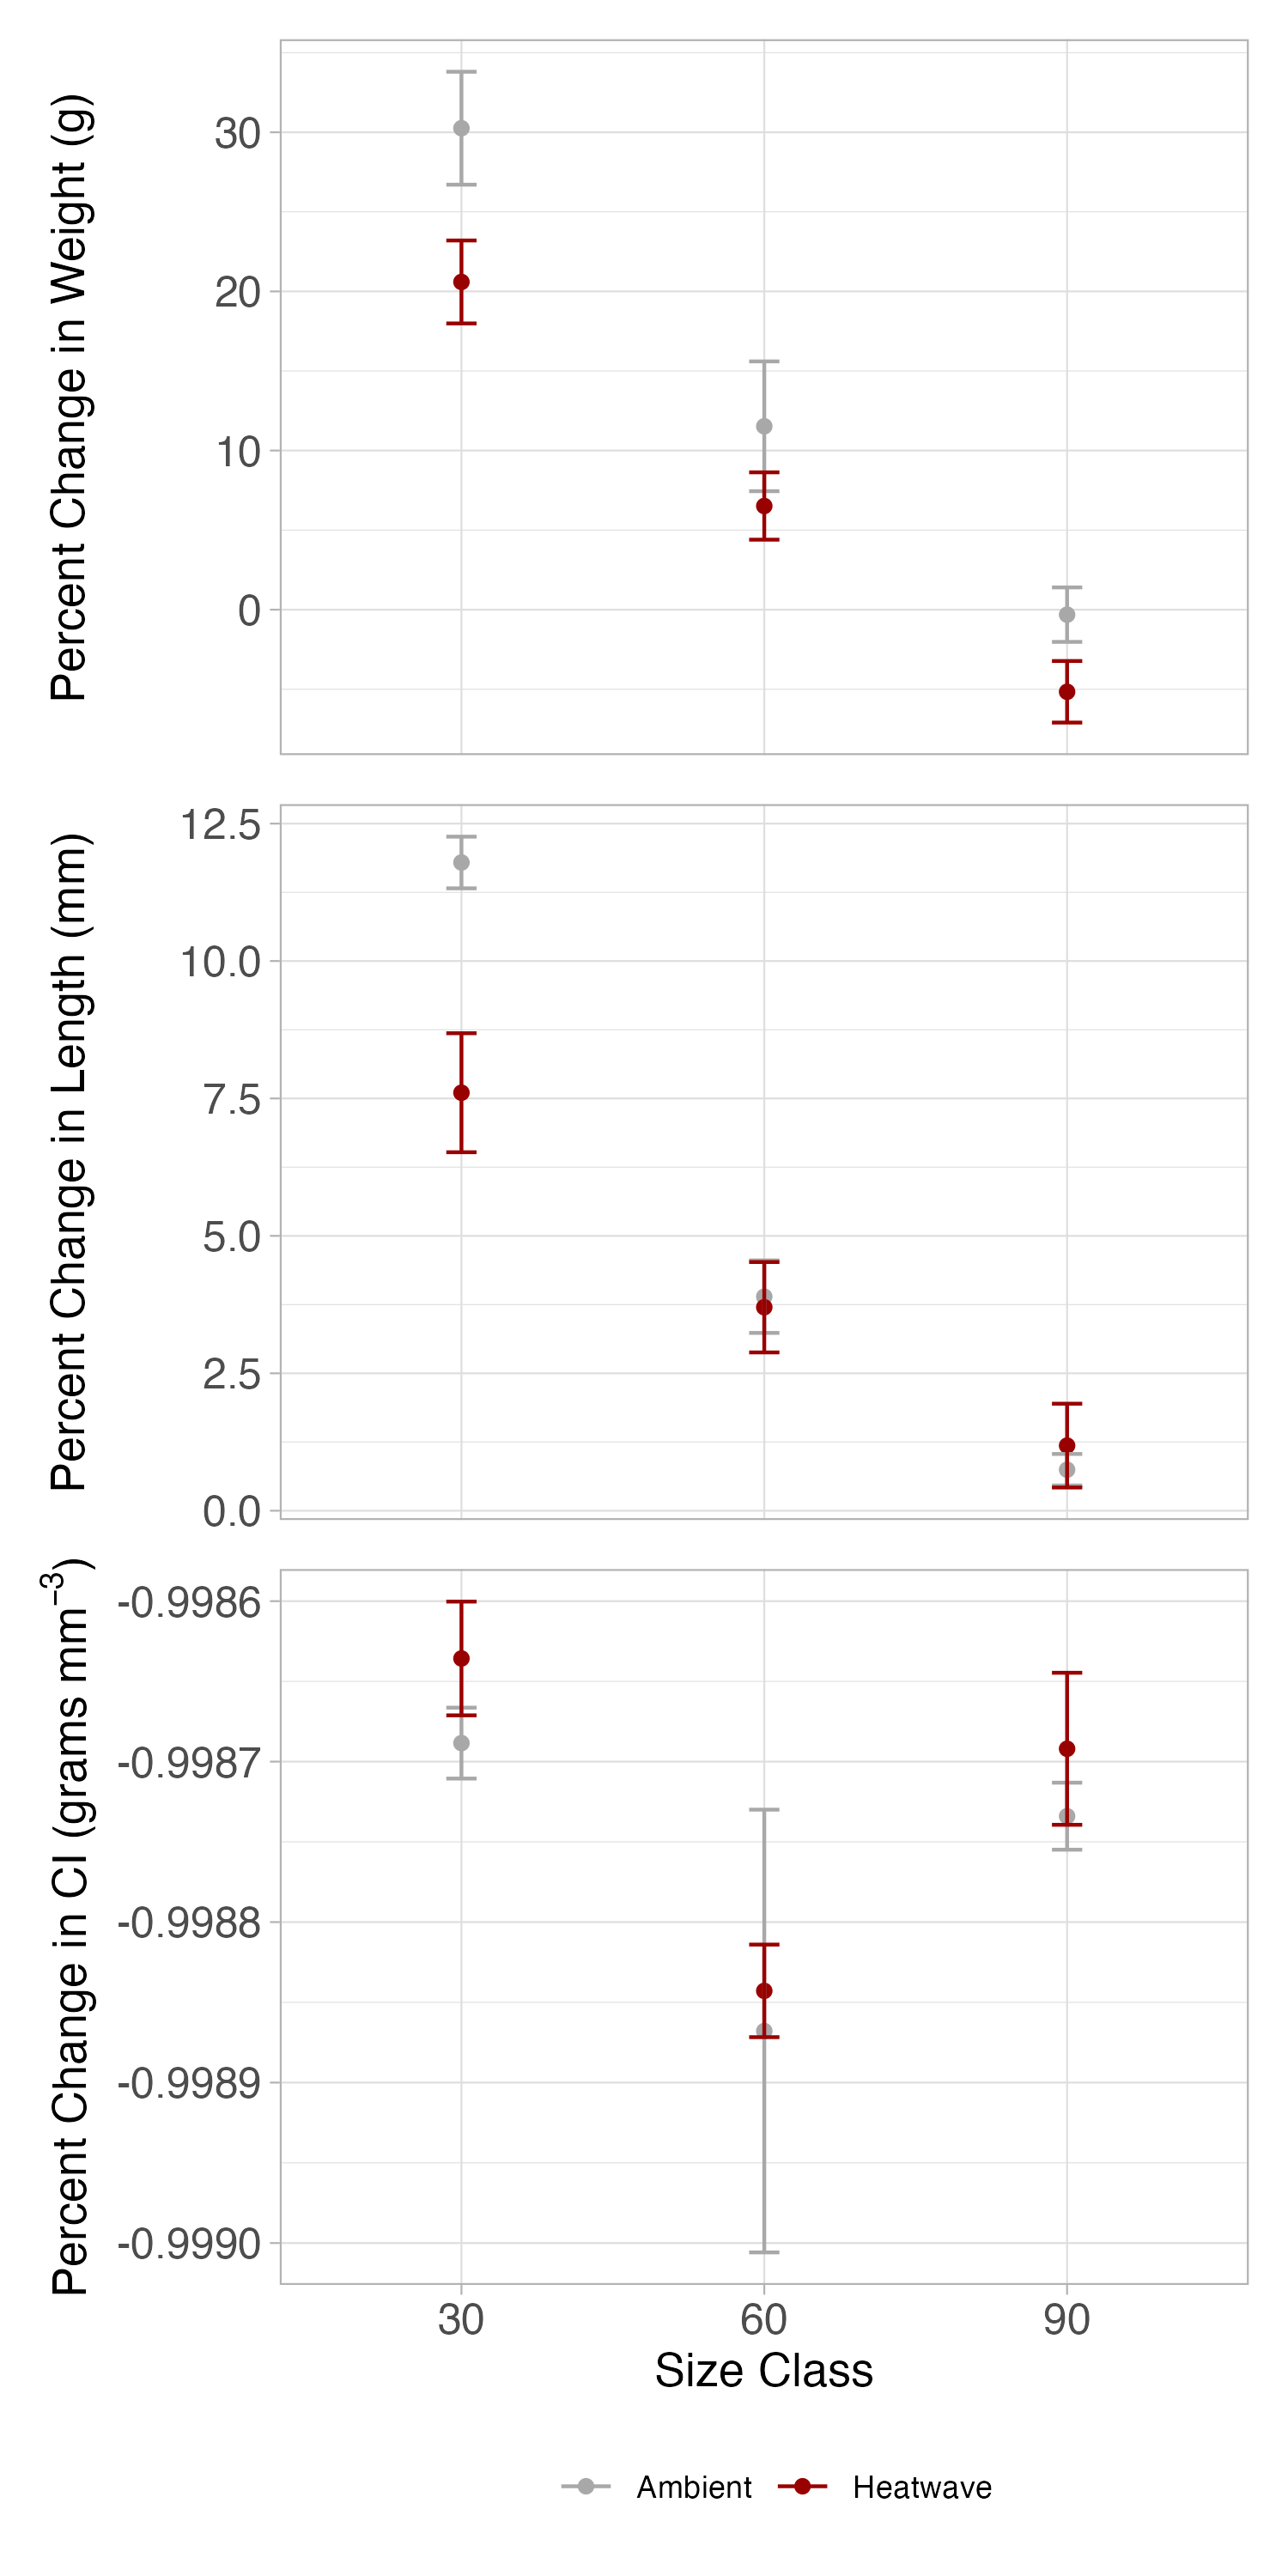 Percent Change in Weight (g)
30
20
10
0
Percent Change in Length (mm)
12.5
10.0
7.5
5.0
2.5
0.0
Percent Change in CI (grams mm⁻³)
-0.9986
-0.9987
-0.9988
-0.9989
-0.9990
30 60 90
Size Class
Ambient Heatwave